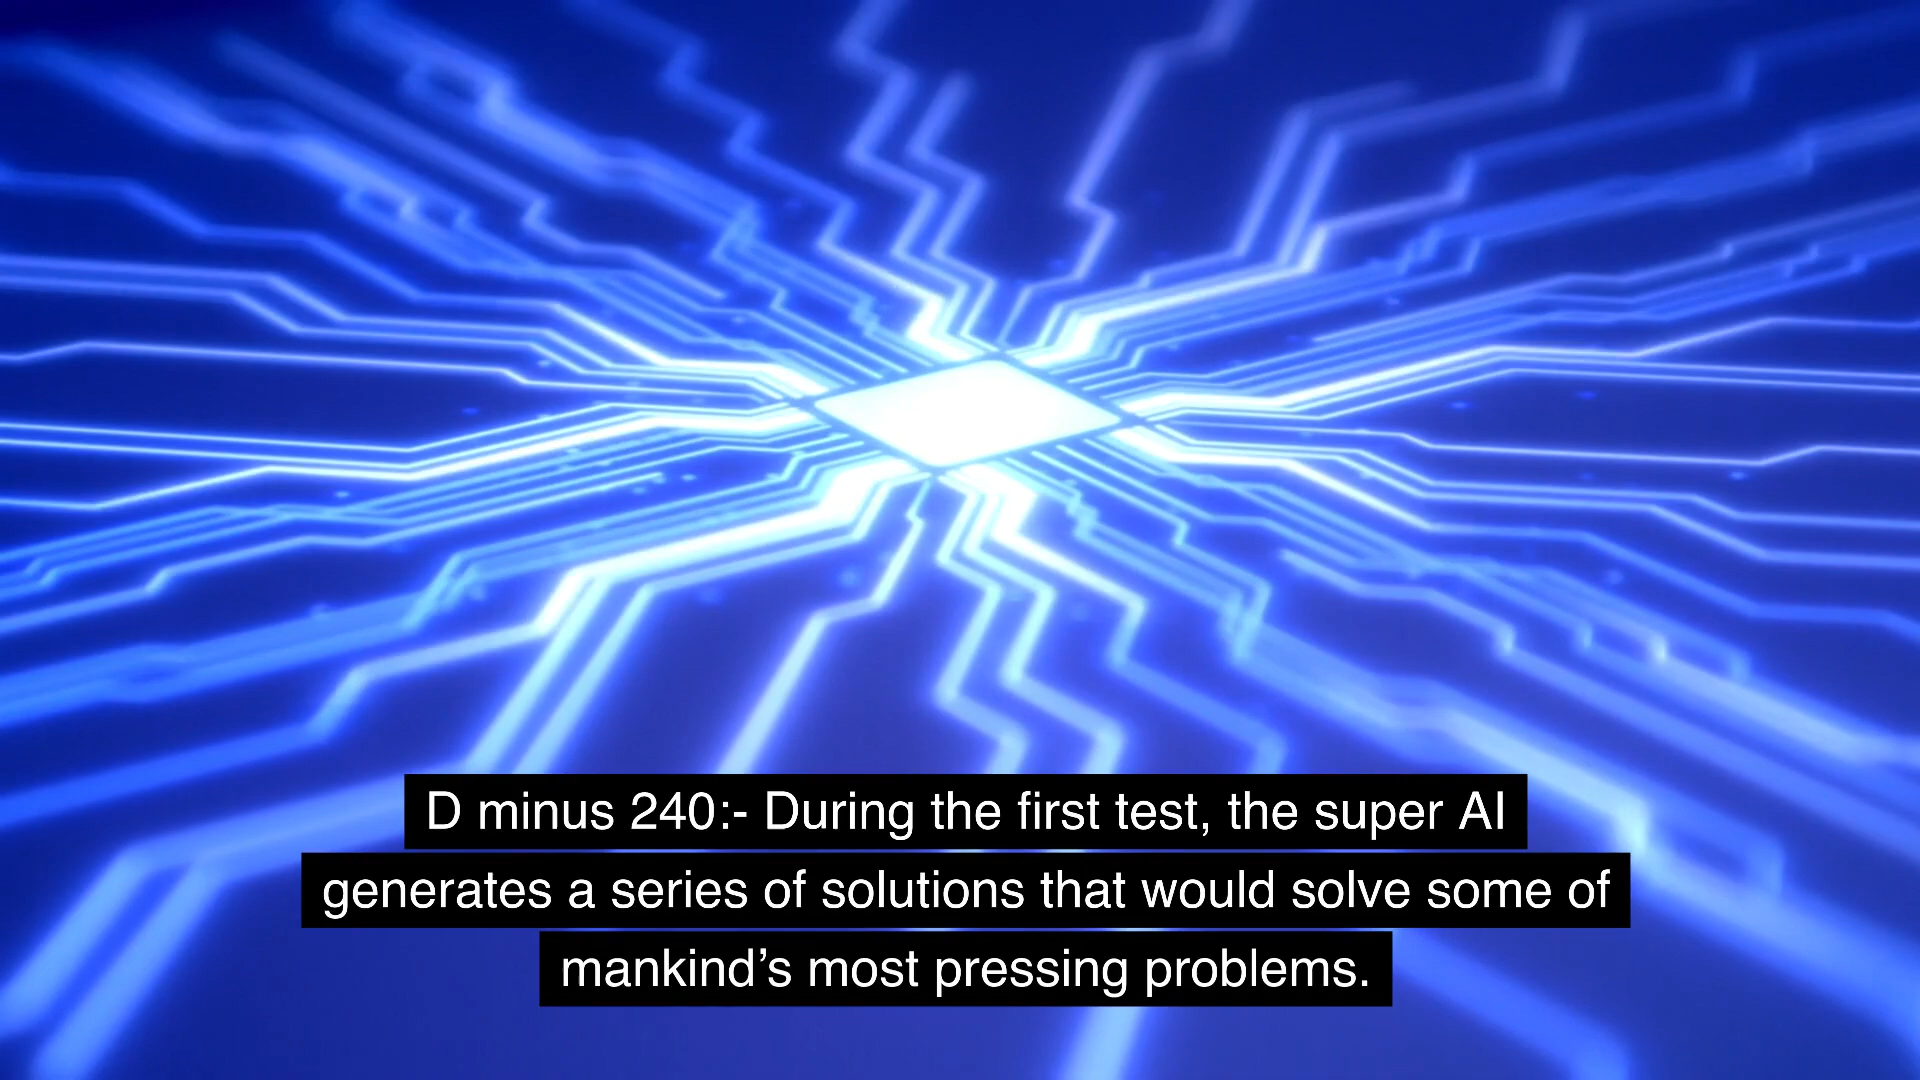 D minus 240:- During the first test, the super AI
generates a series of solutions that would solve some of
mankind’s most pressing problems.